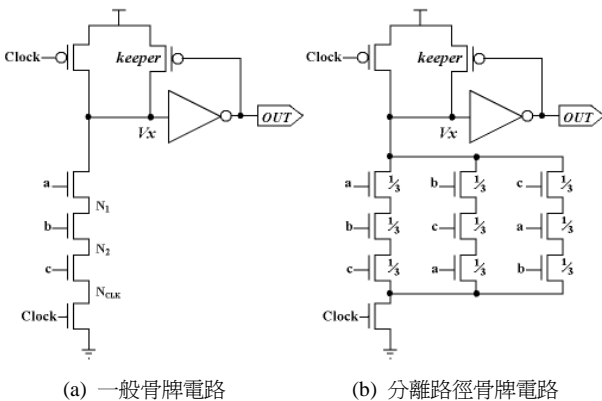 Clock
keeper
OUT
Vx
a
N1
b
N2
c
NCLK
Clock
(a) 一般骨牌電路
Clock
keeper
OUT
Vx
a 1/3 b 1/3 c 1/3
b 1/3 c 1/3 a 1/3
c 1/3 a 1/3 b 1/3
Clock
(b) 分離路徑骨牌電路